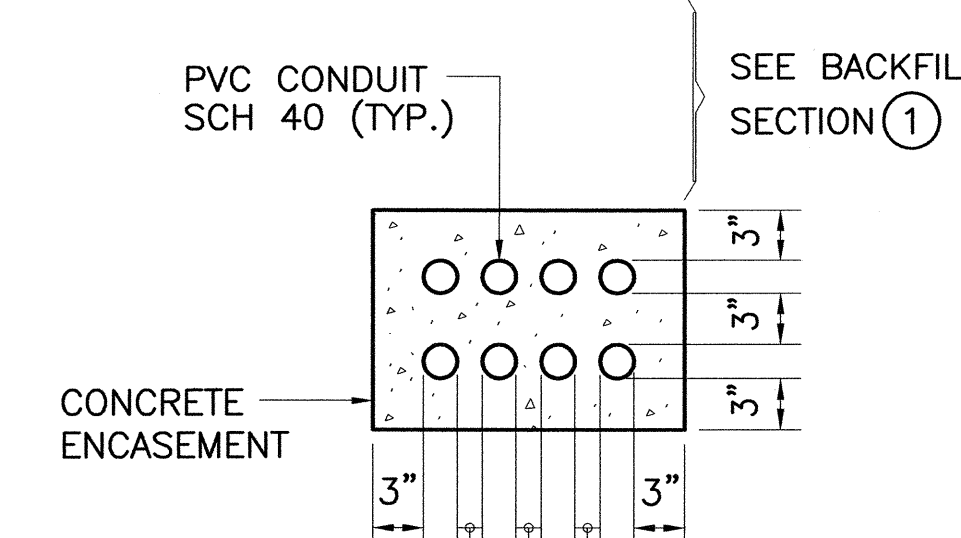 PVC CONDUIT
SCH 40 (TYP.)
SEE BACKFIL
SECTION 1
3"
3"
3"
CONCRETE
ENCASEMENT
3"
3"